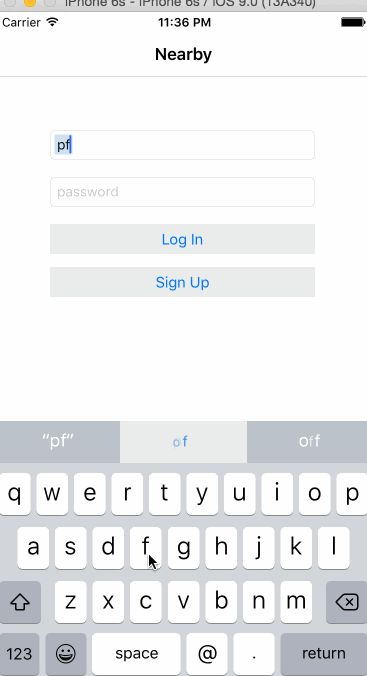 iPhone 6s - iPhone 6s / iOS 9.0 (13A340)
Carrier 11:36 PM
Nearby
pf
password
Log In
Sign Up
“pf” of off
q w e r t y u i o p
a s d f g h j k l
z x c v b n m
123 space @ . return